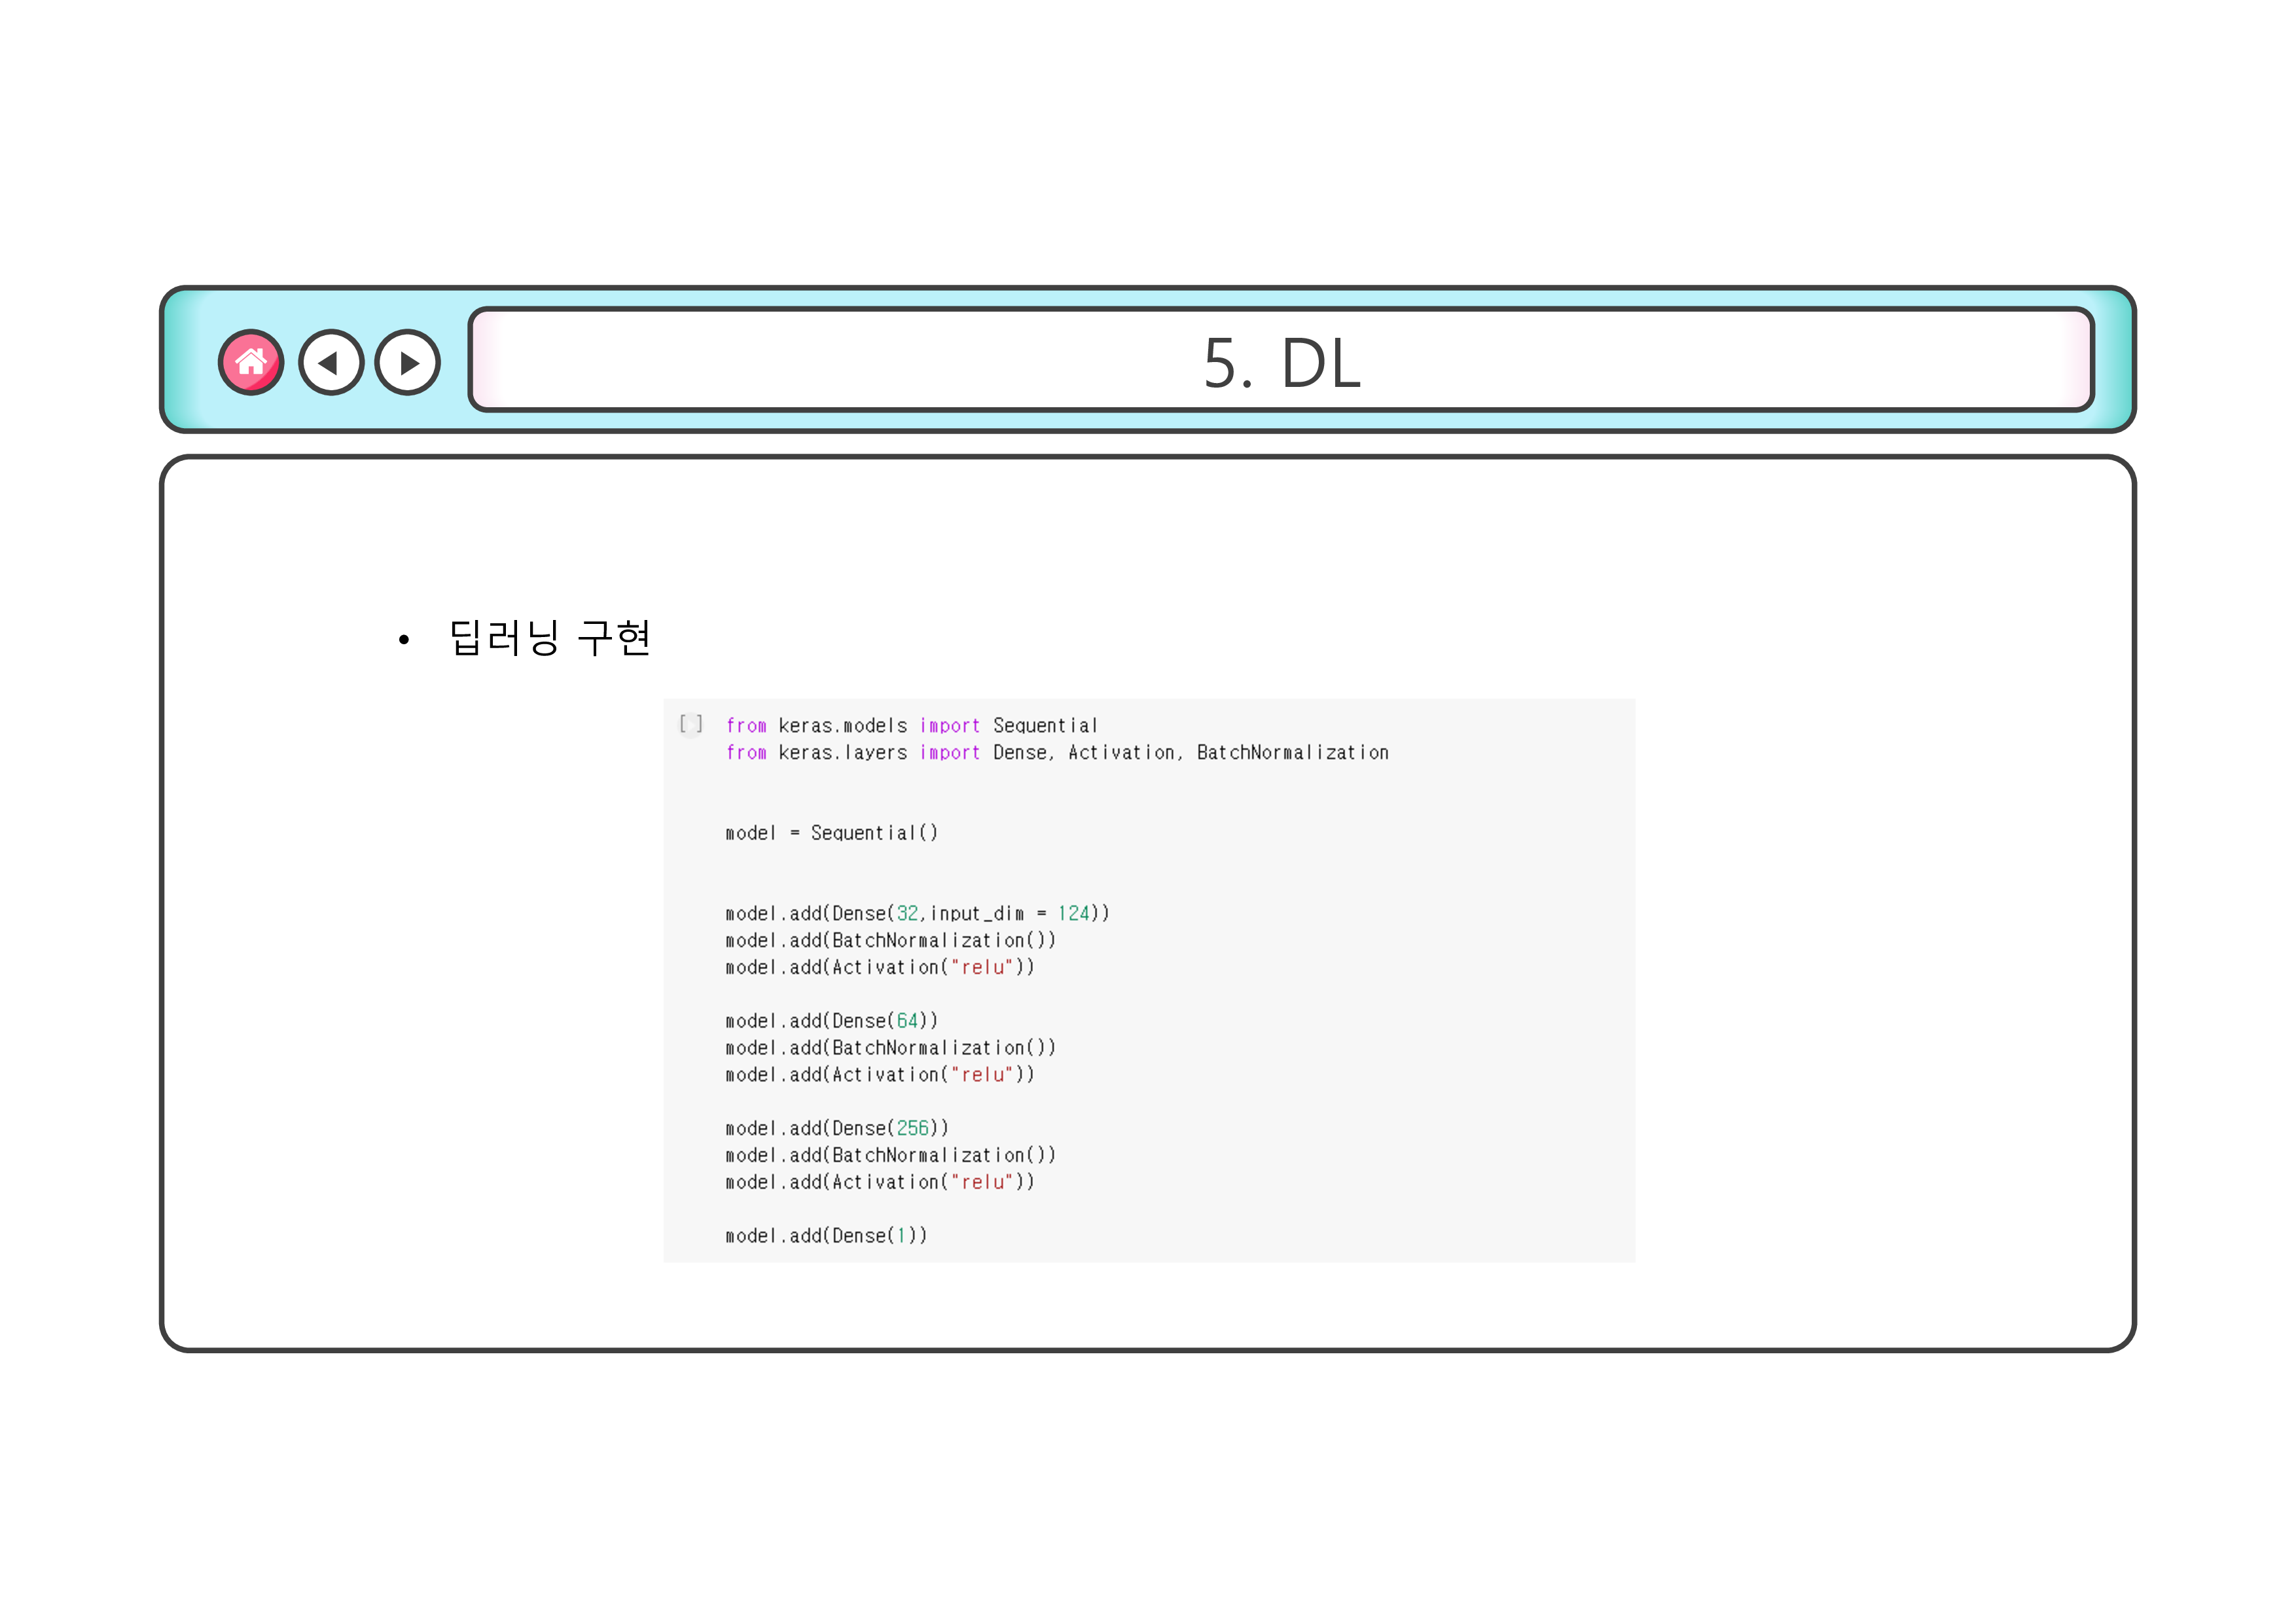 5. DL
• 딥러닝 구현
[ ] from keras.models import Sequential
from keras.layers import Dense, Activation, BatchNormalization
model = Sequential()
model.add(Dense(32,input_dim = 124))
model.add(BatchNormalization())
model.add(Activation("relu"))
model.add(Dense(64))
model.add(BatchNormalization())
model.add(Activation("relu"))
model.add(Dense(256))
model.add(BatchNormalization())
model.add(Activation("relu"))
model.add(Dense(1))